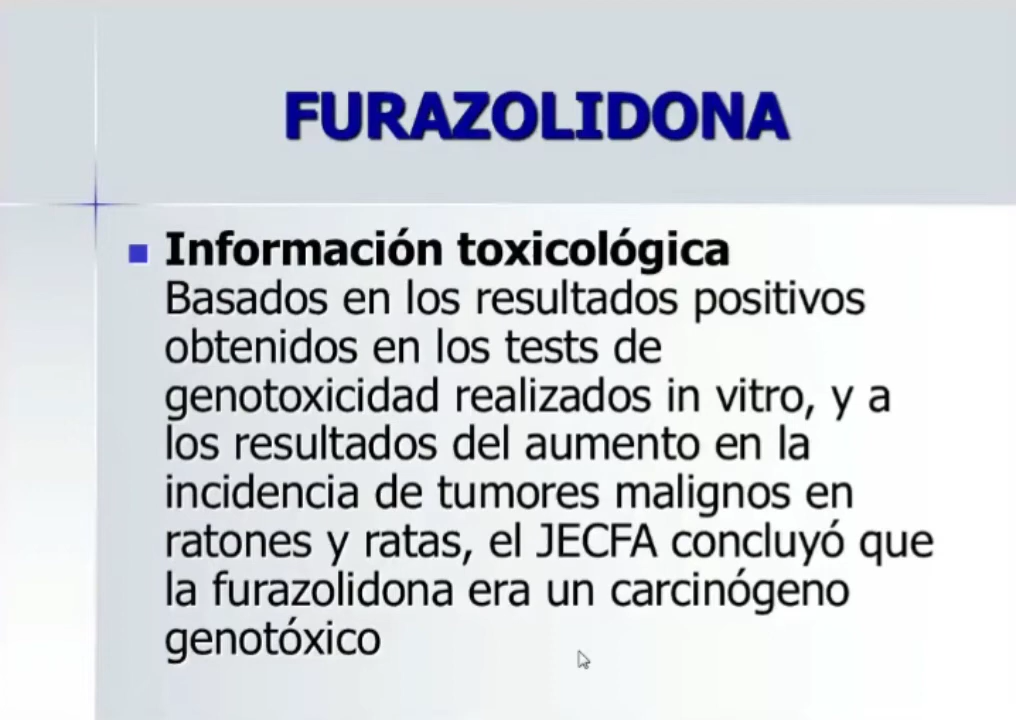 FURAZOLIDONA
Información toxicológica
Basados en los resultados positivos
obtenidos en los tests de
genotoxicidad realizados in vitro, y a
los resultados del aumento en la
incidencia de tumores malignos en
ratones y ratas, el JECFA concluyó que
la furazolidona era un carcinógeno
genotóxico